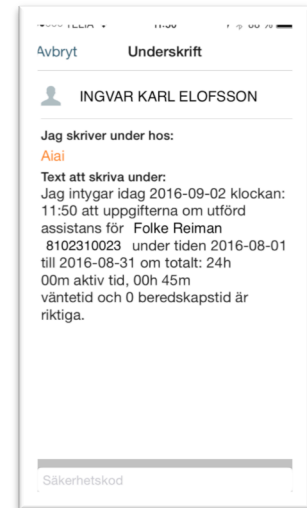 Avbryt Underskrift
INGVAR KARL ELOFSSON
Jag skriver under hos:
Aiai
Text att skriva under:
Jag intygar idag 2016-09-02 klockan:
11:50 att uppgifterna om utförd
assistans för Folke Reiman
8102310023 under tiden 2016-08-01
till 2016-08-31 om totalt: 24h
00m aktiv tid, 00h 45m
väntetid och 0 beredskapstid är
riktiga.
Säkerhetskod